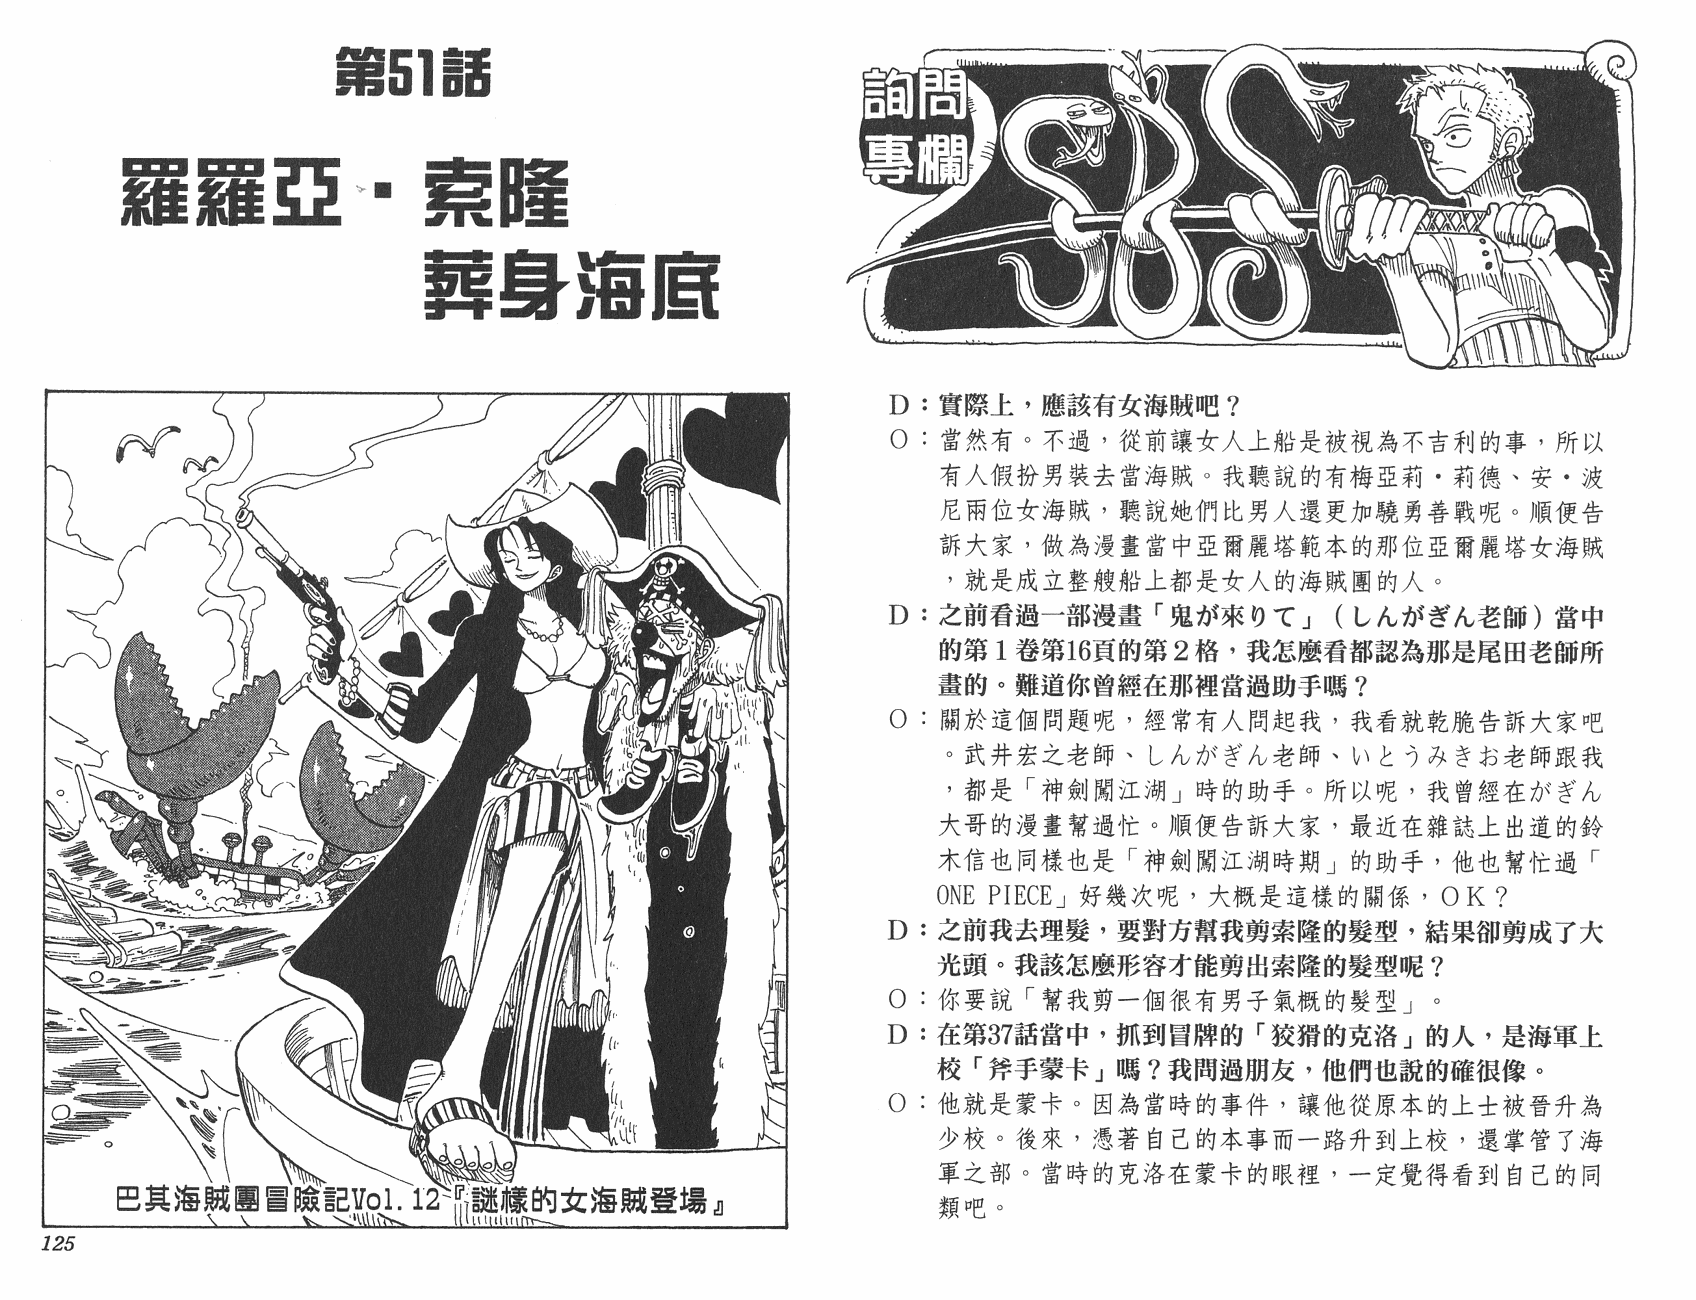 詢問
專欄
D：實際上，應該有女海賊吧？
O：當然有。不過，從前讓女人上船是被視為不吉利的事，所以
有人假扮男裝去當海賊。我聽說的有梅亞莉・莉德、安・波
尼兩位女海賊，聽說她們比男人還更加驍勇善戰呢。順便告
訴大家，做為漫畫當中亞爾麗塔範本的那位亞爾麗塔女海賊
，就是成立整艘船上都是女人的海賊團的人。
D：之前看過一部漫畫「鬼が來りて」（しんがぎん老師）當中
的第１卷第16頁的第２格，我怎麼看都認為那是尾田老師所
畫的。難道你曾經在那裡當過助手嗎？
O：關於這個問題呢，經常有人問起我，我看就乾脆告訴大家吧
。武井宏之老師、しんがぎん老師、いとうみきお老師跟我
，都是「神劍闖江湖」時的助手。所以呢，我曾經在がぎん
大哥的漫畫幫過忙。順便告訴大家，最近在雜誌上出道的鈴
木信也同樣也是「神劍闖江湖時期」的助手，他也幫忙過「
ONE PIECE」好幾次呢，大概是這樣的關係，ＯＫ？
D：之前我去理髮，要對方幫我剪索隆的髮型，結果卻剪成了大
光頭。我該怎麼形容才能剪出索隆的髮型呢？
O：你要說「幫我剪一個很有男子氣概的髮型」。
D：在第37話當中，抓到冒牌的「狡猾的克洛」的人，是海軍上
校「斧手蒙卡」嗎？我問過朋友，他們也說的確很像。
O：他就是蒙卡。因為當時的事件，讓他從原本的上士被晉升為
少校。後來，憑著自己的本事而一路升到上校，還掌管了海
軍之部。當時的克洛在蒙卡的眼裡，一定覺得看到自己的同
類吧。
第51話
羅羅亞・索隆
葬身海底
巴其海賊團冒險記Vol.12『謎樣的女海賊登場』
125